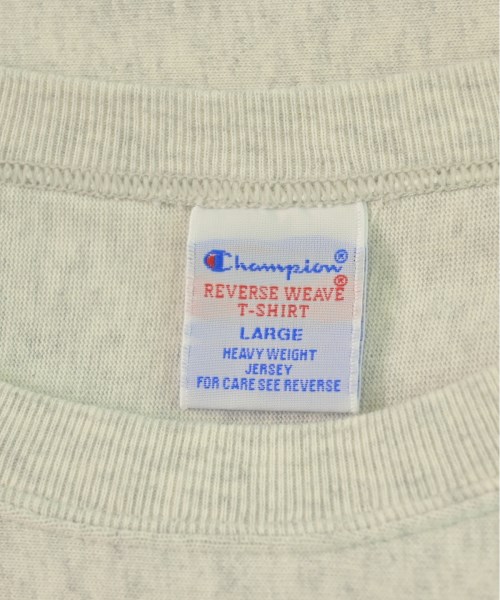 Champion®
REVERSE WEAVE®
T-SHIRT
LARGE
HEAVY WEIGHT
JERSEY
FOR CARE SEE REVERSE